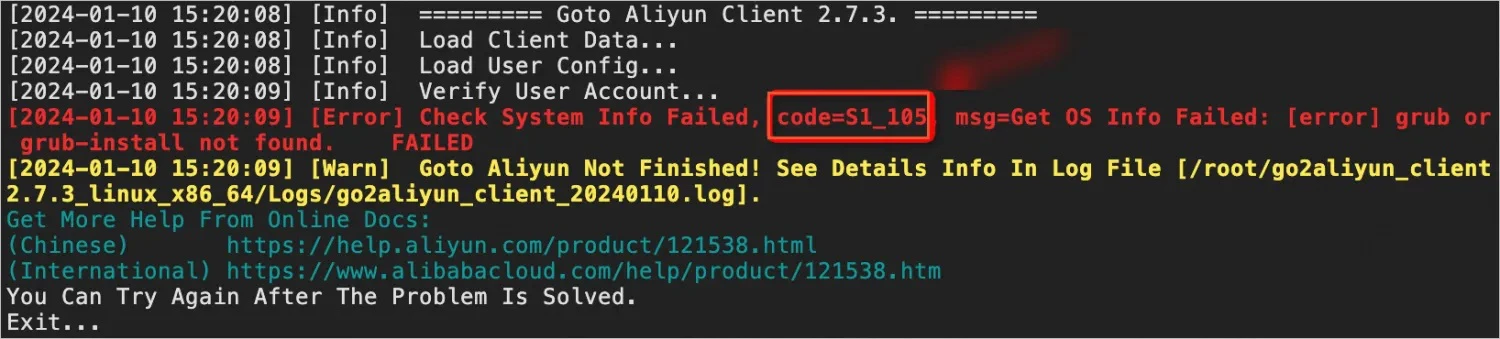 [2024-01-10 15:20:08] [Info]  ========= Goto Aliyun Client 2.7.3. =========
[2024-01-10 15:20:08] [Info]  Load Client Data...
[2024-01-10 15:20:08] [Info]  Load User Config...
[2024-01-10 15:20:09] [Info]  Verify User Account...
[2024-01-10 15:20:09] [Error] Check System Info Failed, code=S1_105 msg=Get OS Info Failed: [error] grub or
 grub-install not found.    FAILED
[2024-01-10 15:20:09] [Warn]  Goto Aliyun Not Finished! See Details Info In Log File [/root/go2aliyun_client
2.7.3_linux_x86_64/Logs/go2aliyun_client_20240110.log].
Get More Help From Online Docs:
(Chinese)       https://help.aliyun.com/product/121538.html
(International) https://www.alibabacloud.com/help/product/121538.htm
You Can Try Again After The Problem Is Solved.
Exit...